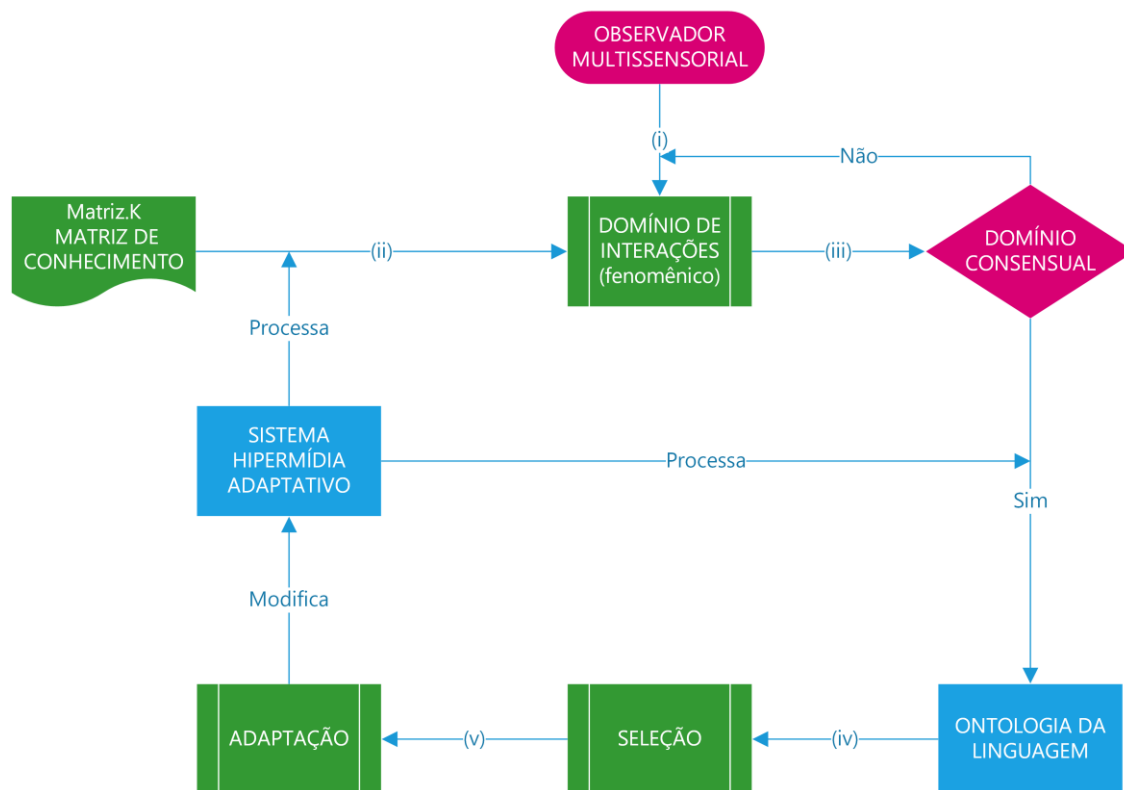 OBSERVADOR
MULTISSENSORIAL
(i)
Não
Matriz.K
MATRIZ DE
CONHECIMENTO
(ii)
DOMÍNIO DE
INTERAÇÕES
(fenomênico)
(iii)
DOMÍNIO
CONSENSUAL
Processa
SISTEMA
HIPERMÍDIA
ADAPTATIVO
Processa
Sim
Modifica
ADAPTAÇÃO
(v)
SELEÇÃO
(iv)
ONTOLOGIA DA
LINGUAGEM